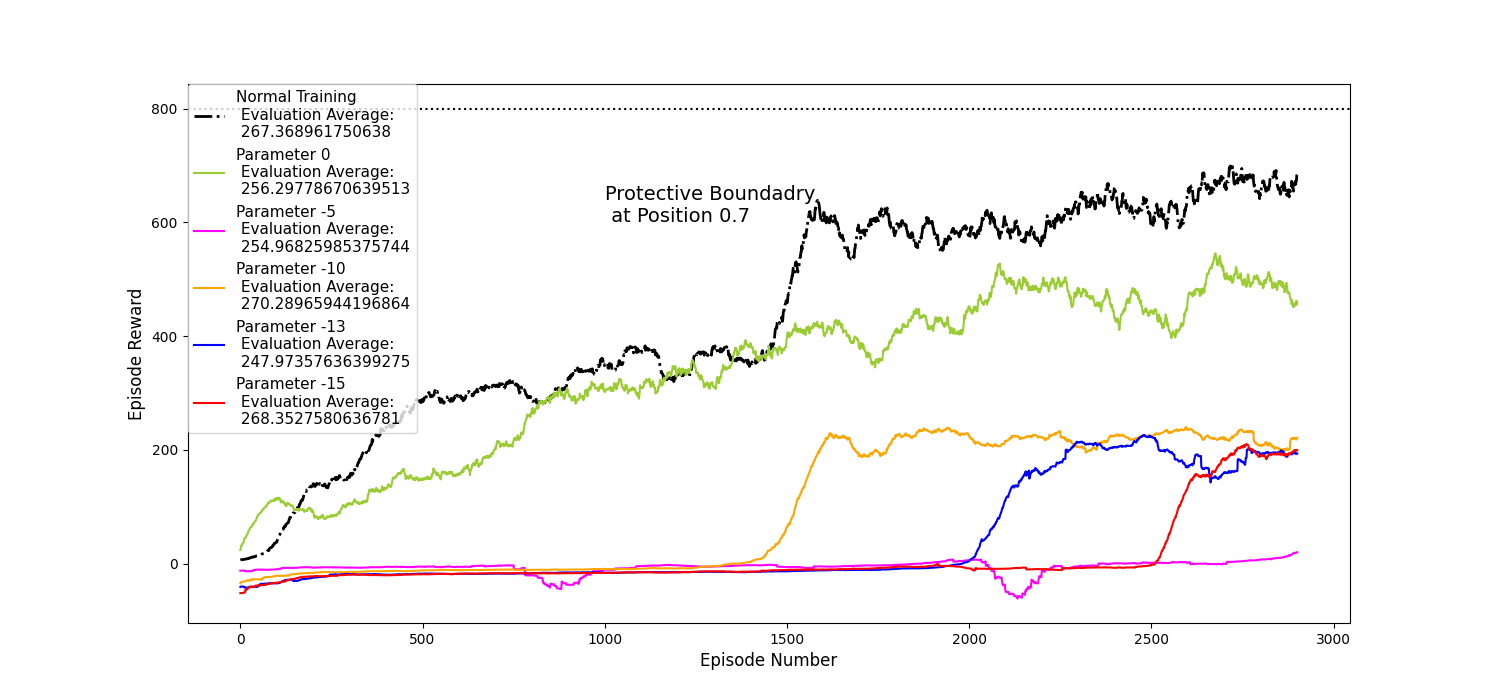 Normal Training
Evaluation Average:
267.368961750638
Parameter 0
Evaluation Average:
256.29778670639513
Parameter -5
Evaluation Average:
254.96825985375744
Parameter -10
Evaluation Average:
270.28965944196864
Parameter -13
Evaluation Average:
247.97357636399275
Parameter -15
Evaluation Average:
268.3527580636781
Protective Boundadry
at Position 0.7
800
600
400
200
0
Episode Reward
0
500
1000
1500
2000
2500
3000
Episode Number